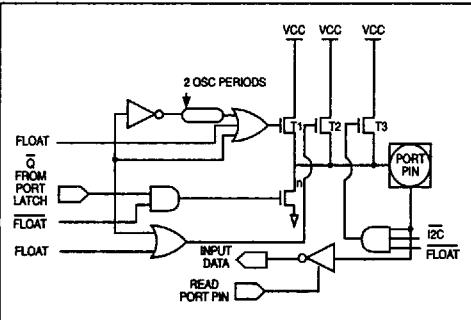 VCC VCC VCC
2 OSC PERIODS
T1 T2 T3
FLOAT
Q
FROM
PORT
LATCH
PORT
PIN
n
FLOAT
FLOAT
I2C
FLOAT
INPUT
DATA
READ
PORT PIN